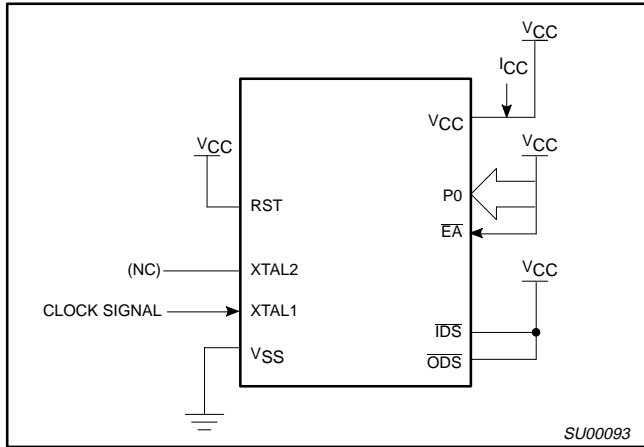 VCC
ICC
VCC
VCC
VCC
P0
RST
EA
(NC)
XTAL2
VCC
CLOCK SIGNAL
XTAL1
IDS
VSS
ODS
SU00093